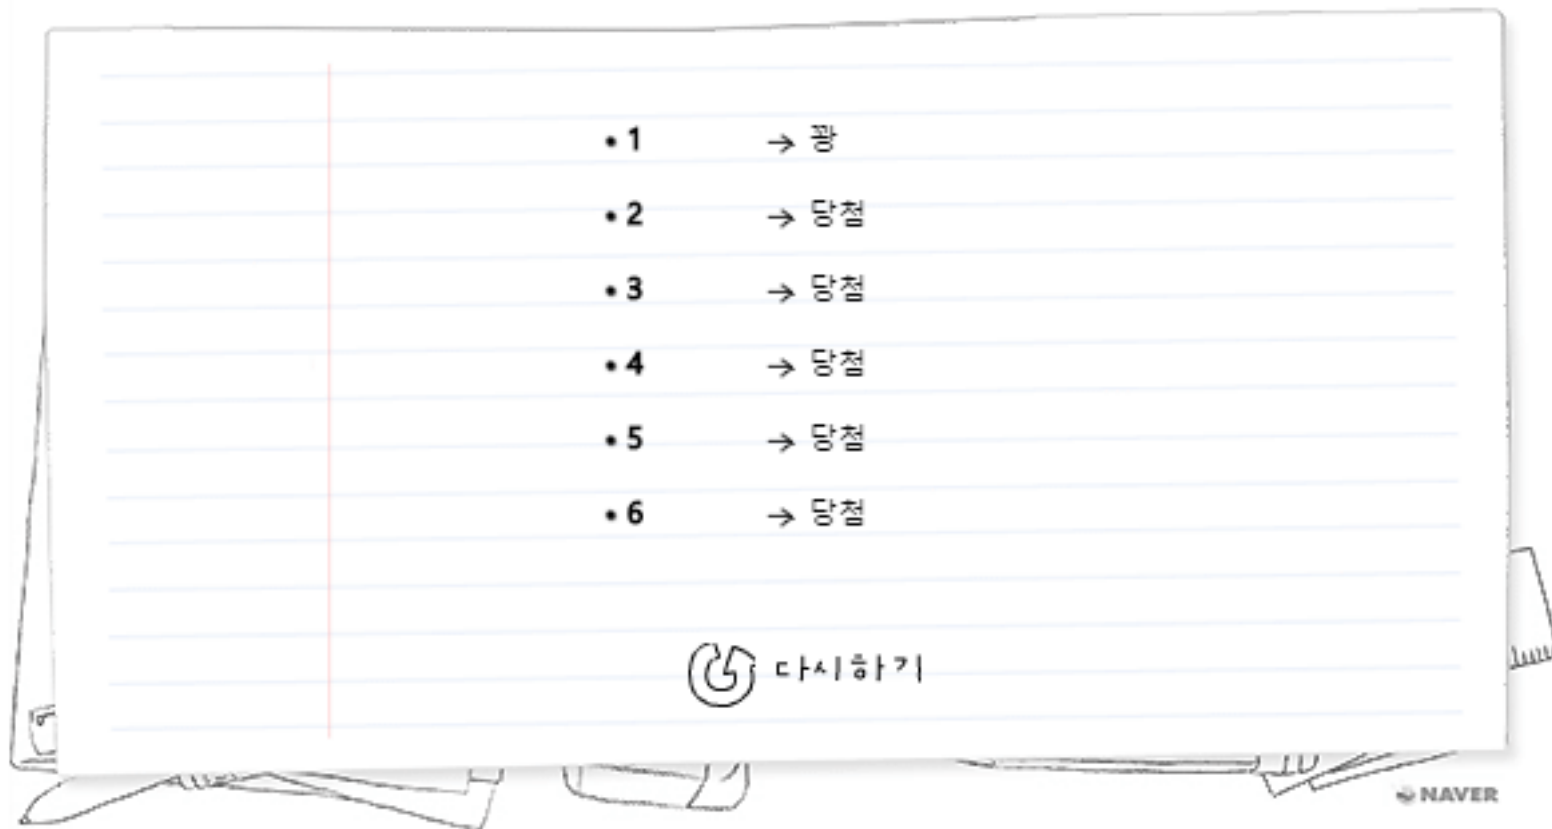 • 1 → 꽝
• 2 → 당첨
• 3 → 당첨
• 4 → 당첨
• 5 → 당첨
• 6 → 당첨
다시하기
NAVER